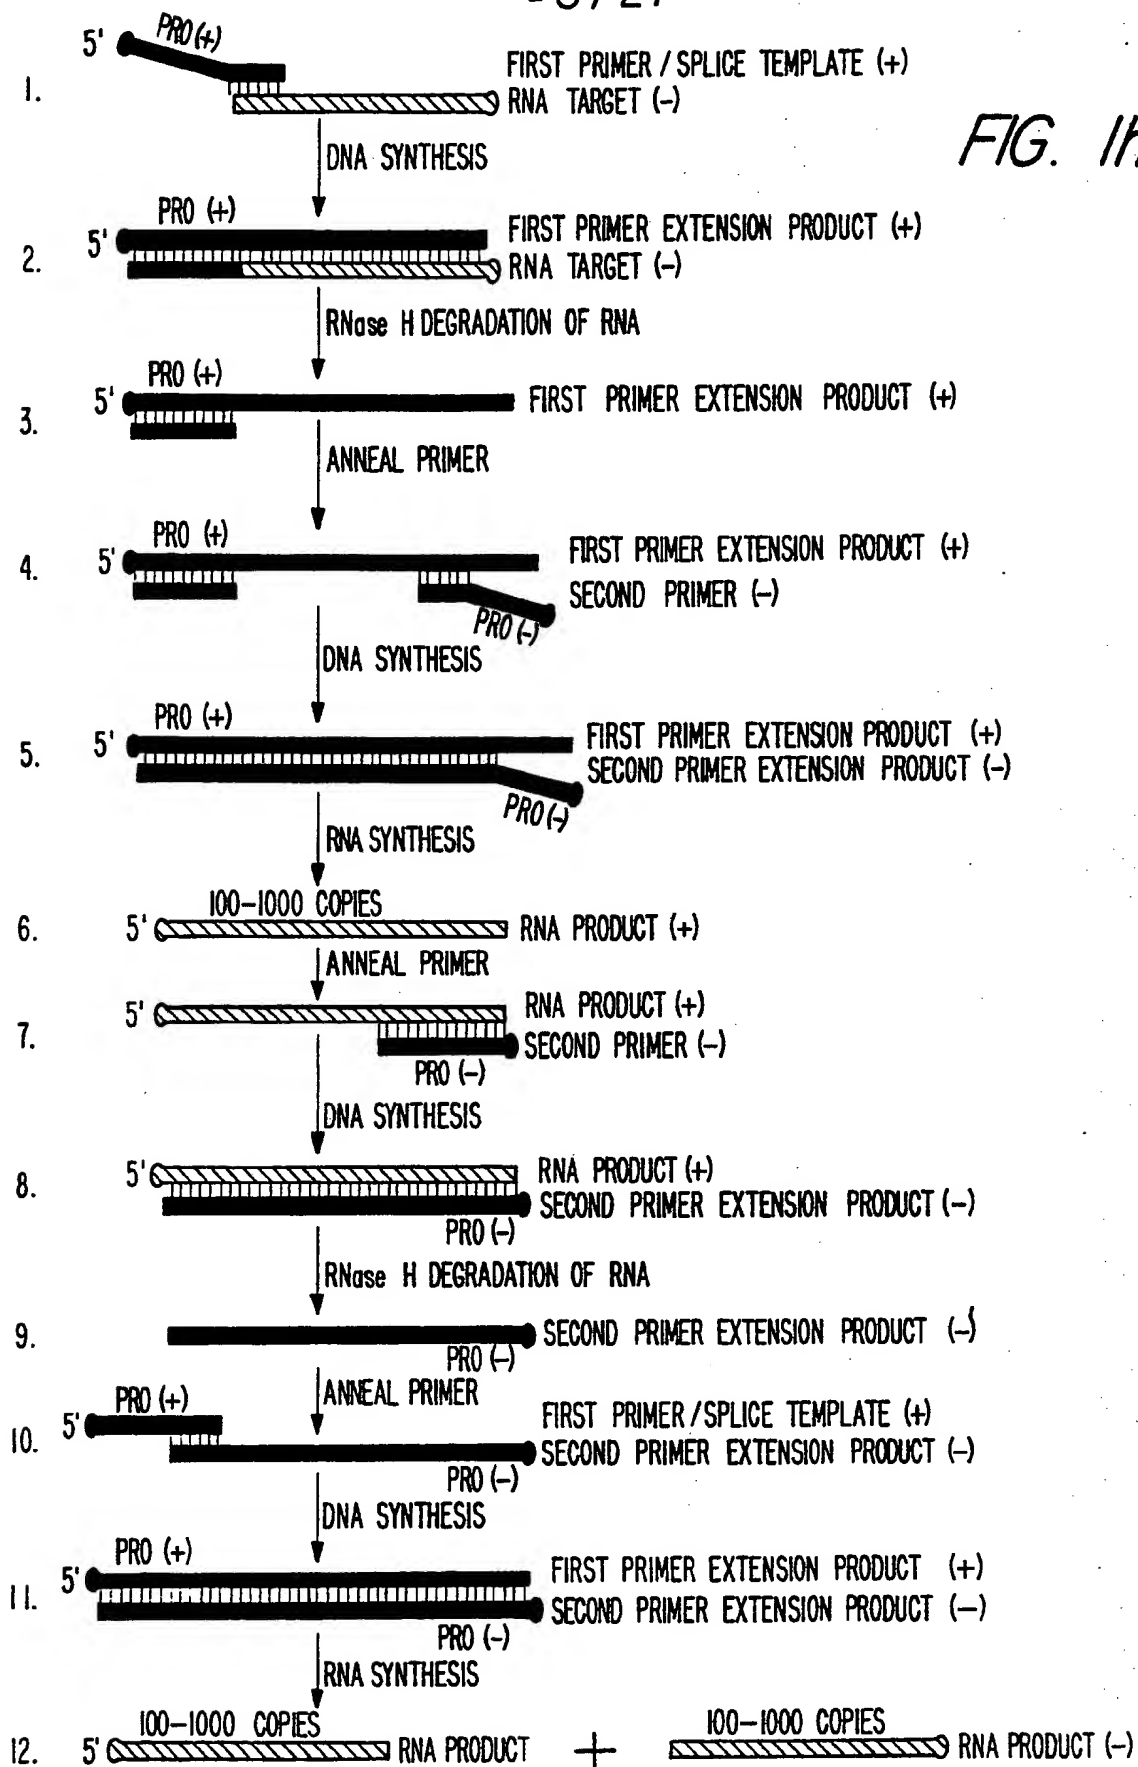 5' PRO (+)
1. FIRST PRIMER / SPLICE TEMPLATE (+)
RNA TARGET (-)
FIG. 1
DNA SYNTHESIS
PRO (+)
2. 5' FIRST PRIMER EXTENSION PRODUCT (+)
RNA TARGET (-)
RNase H DEGRADATION OF RNA
PRO (+)
3. 5' FIRST PRIMER EXTENSION PRODUCT (+)
ANNEAL PRIMER
PRO (+)
4. 5' FIRST PRIMER EXTENSION PRODUCT (+)
SECOND PRIMER (-)
PRO (-)
DNA SYNTHESIS
PRO (+)
5. 5' FIRST PRIMER EXTENSION PRODUCT (+)
SECOND PRIMER EXTENSION PRODUCT (-)
PRO (-)
RNA SYNTHESIS
100-1000 COPIES
6. 5' RNA PRODUCT (+)
ANNEAL PRIMER
7. 5' RNA PRODUCT (+)
SECOND PRIMER (-)
PRO (-)
DNA SYNTHESIS
8. 5' RNA PRODUCT (+)
SECOND PRIMER EXTENSION PRODUCT (-)
PRO (-)
RNase H DEGRADATION OF RNA
9. SECOND PRIMER EXTENSION PRODUCT (-)
PRO (-)
ANNEAL PRIMER
PRO (+)
10. 5' FIRST PRIMER/SPLICE TEMPLATE (+)
SECOND PRIMER EXTENSION PRODUCT (-)
PRO (-)
DNA SYNTHESIS
PRO (+)
11. 5' FIRST PRIMER EXTENSION PRODUCT (+)
SECOND PRIMER EXTENSION PRODUCT (-)
PRO (-)
RNA SYNTHESIS
100-1000 COPIES 100-1000 COPIES
12. 5' RNA PRODUCT + RNA PRODUCT (-)